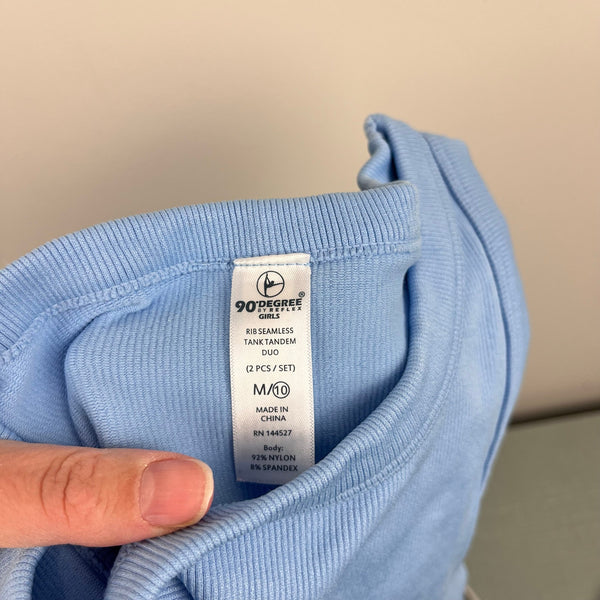 90°DEGREE®
BY REFLEX
GIRLS
RIB SEAMLESS
TANK TANDEM
DUO
(2 PCS / SET)
M/10
MADE IN
CHINA
RN 144527
Body:
92% NYLON
8% SPANDEX